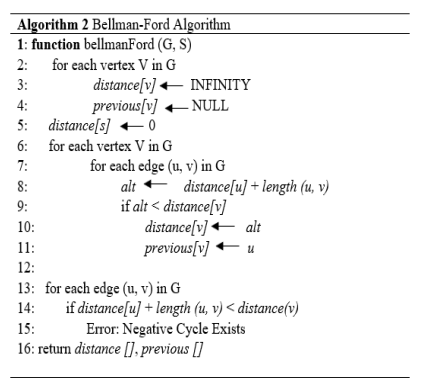 Algorithm 2 Bellman-Ford Algorithm
1: function bellmanFord (G, S)
2: for each vertex V in G
3: distance[v] ← INFINITY
4: previous[v] ← NULL
5: distance[s] ← 0
6: for each vertex V in G
7: for each edge (u, v) in G
8: alt ← distance[u] + length (u, v)
9: if alt < distance[v]
10: distance[v] ← alt
11: previous[v] ← u
12:
13: for each edge (u, v) in G
14: if distance[u] + length (u, v) < distance(v)
15: Error: Negative Cycle Exists
16: return distance [], previous []